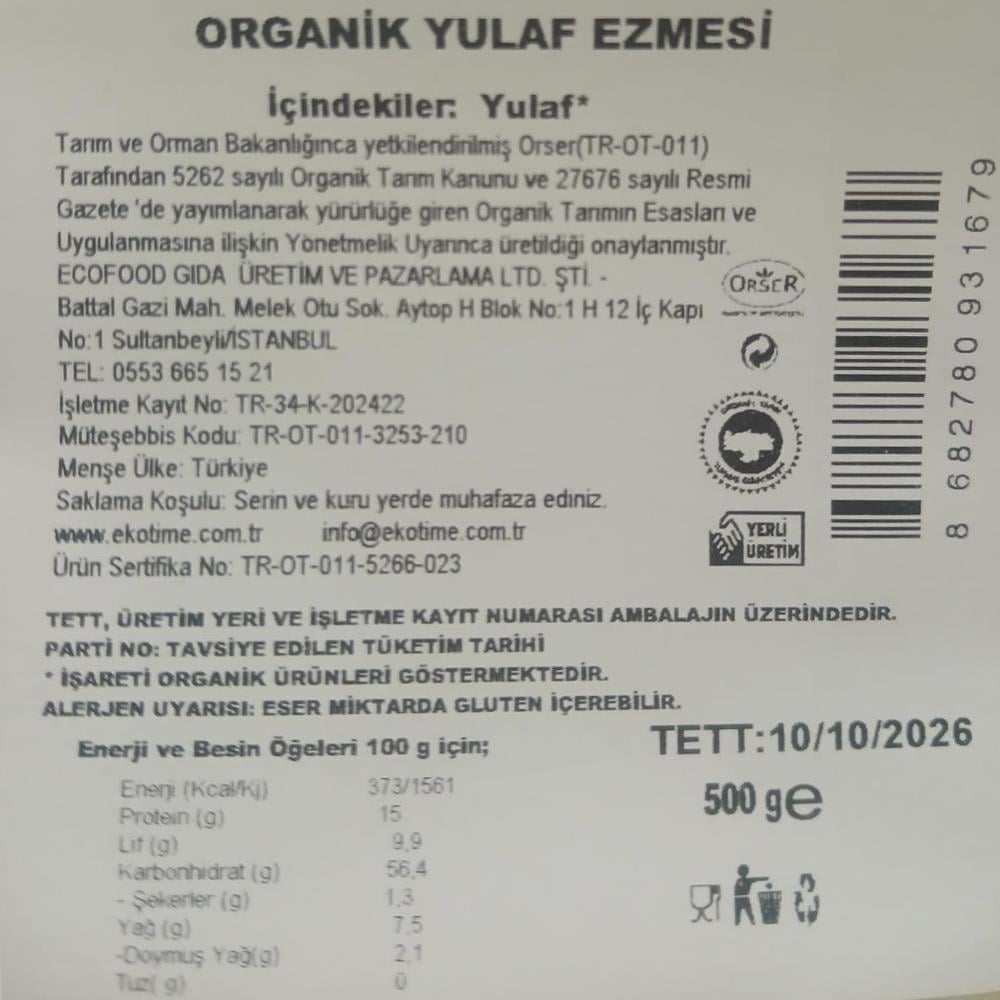 ORGANİK YULAF EZMESİ
İçindekiler: Yulaf*
Tarım ve Orman Bakanlığınca yetkilendirilmiş Orser(TR-OT-011)
Tarafından 5262 sayılı Organik Tarım Kanunu ve 27676 sayılı Resmi
Gazete 'de yayımlanarak yürürlüğe giren Organik Tarımın Esasları ve
Uygulanmasına ilişkin Yönetmelik Uyarınca üretildiği onaylanmıştır.
ECOFOOD GIDA ÜRETİM VE PAZARLAMA LTD. ŞTİ. -
Battal Gazi Mah. Melek Otu Sok. Aytop H Blok No:1 H 12 İç Kapı
No:1 Sultanbeyli/İSTANBUL
TEL: 0553 665 15 21
İşletme Kayıt No: TR-34-K-202422
Müteşebbis Kodu: TR-OT-011-3253-210
Menşe Ülke: Türkiye
Saklama Koşulu: Serin ve kuru yerde muhafaza ediniz.
www.ekotime.com.tr info@ekotime.com.tr
Ürün Sertifika No: TR-OT-011-5266-023
ORSER
YERLİ
ÜRETİM
8 682780 931679
TETT, ÜRETİM YERİ VE İŞLETME KAYIT NUMARASI AMBALAJIN ÜZERİNDEDİR.
PARTİ NO: TAVSİYE EDİLEN TÜKETİM TARİHİ
* İŞARETİ ORGANİK ÜRÜNLERİ GÖSTERMEKTEDİR.
ALERJEN UYARISI: ESER MİKTARDA GLUTEN İÇEREBİLİR.
Enerji ve Besin Öğeleri 100 g için;
Enerji (Kcal/Kj) 373/1561
Protein (g) 15
Lif (g) 9,9
Karbonhidrat (g) 56,4
- Şekerler (g) 1,3
Yağ (g) 7,5
-Doymuş Yağ(g) 2,1
Tuz( g) 0
TETT:10/10/2026
500 g e